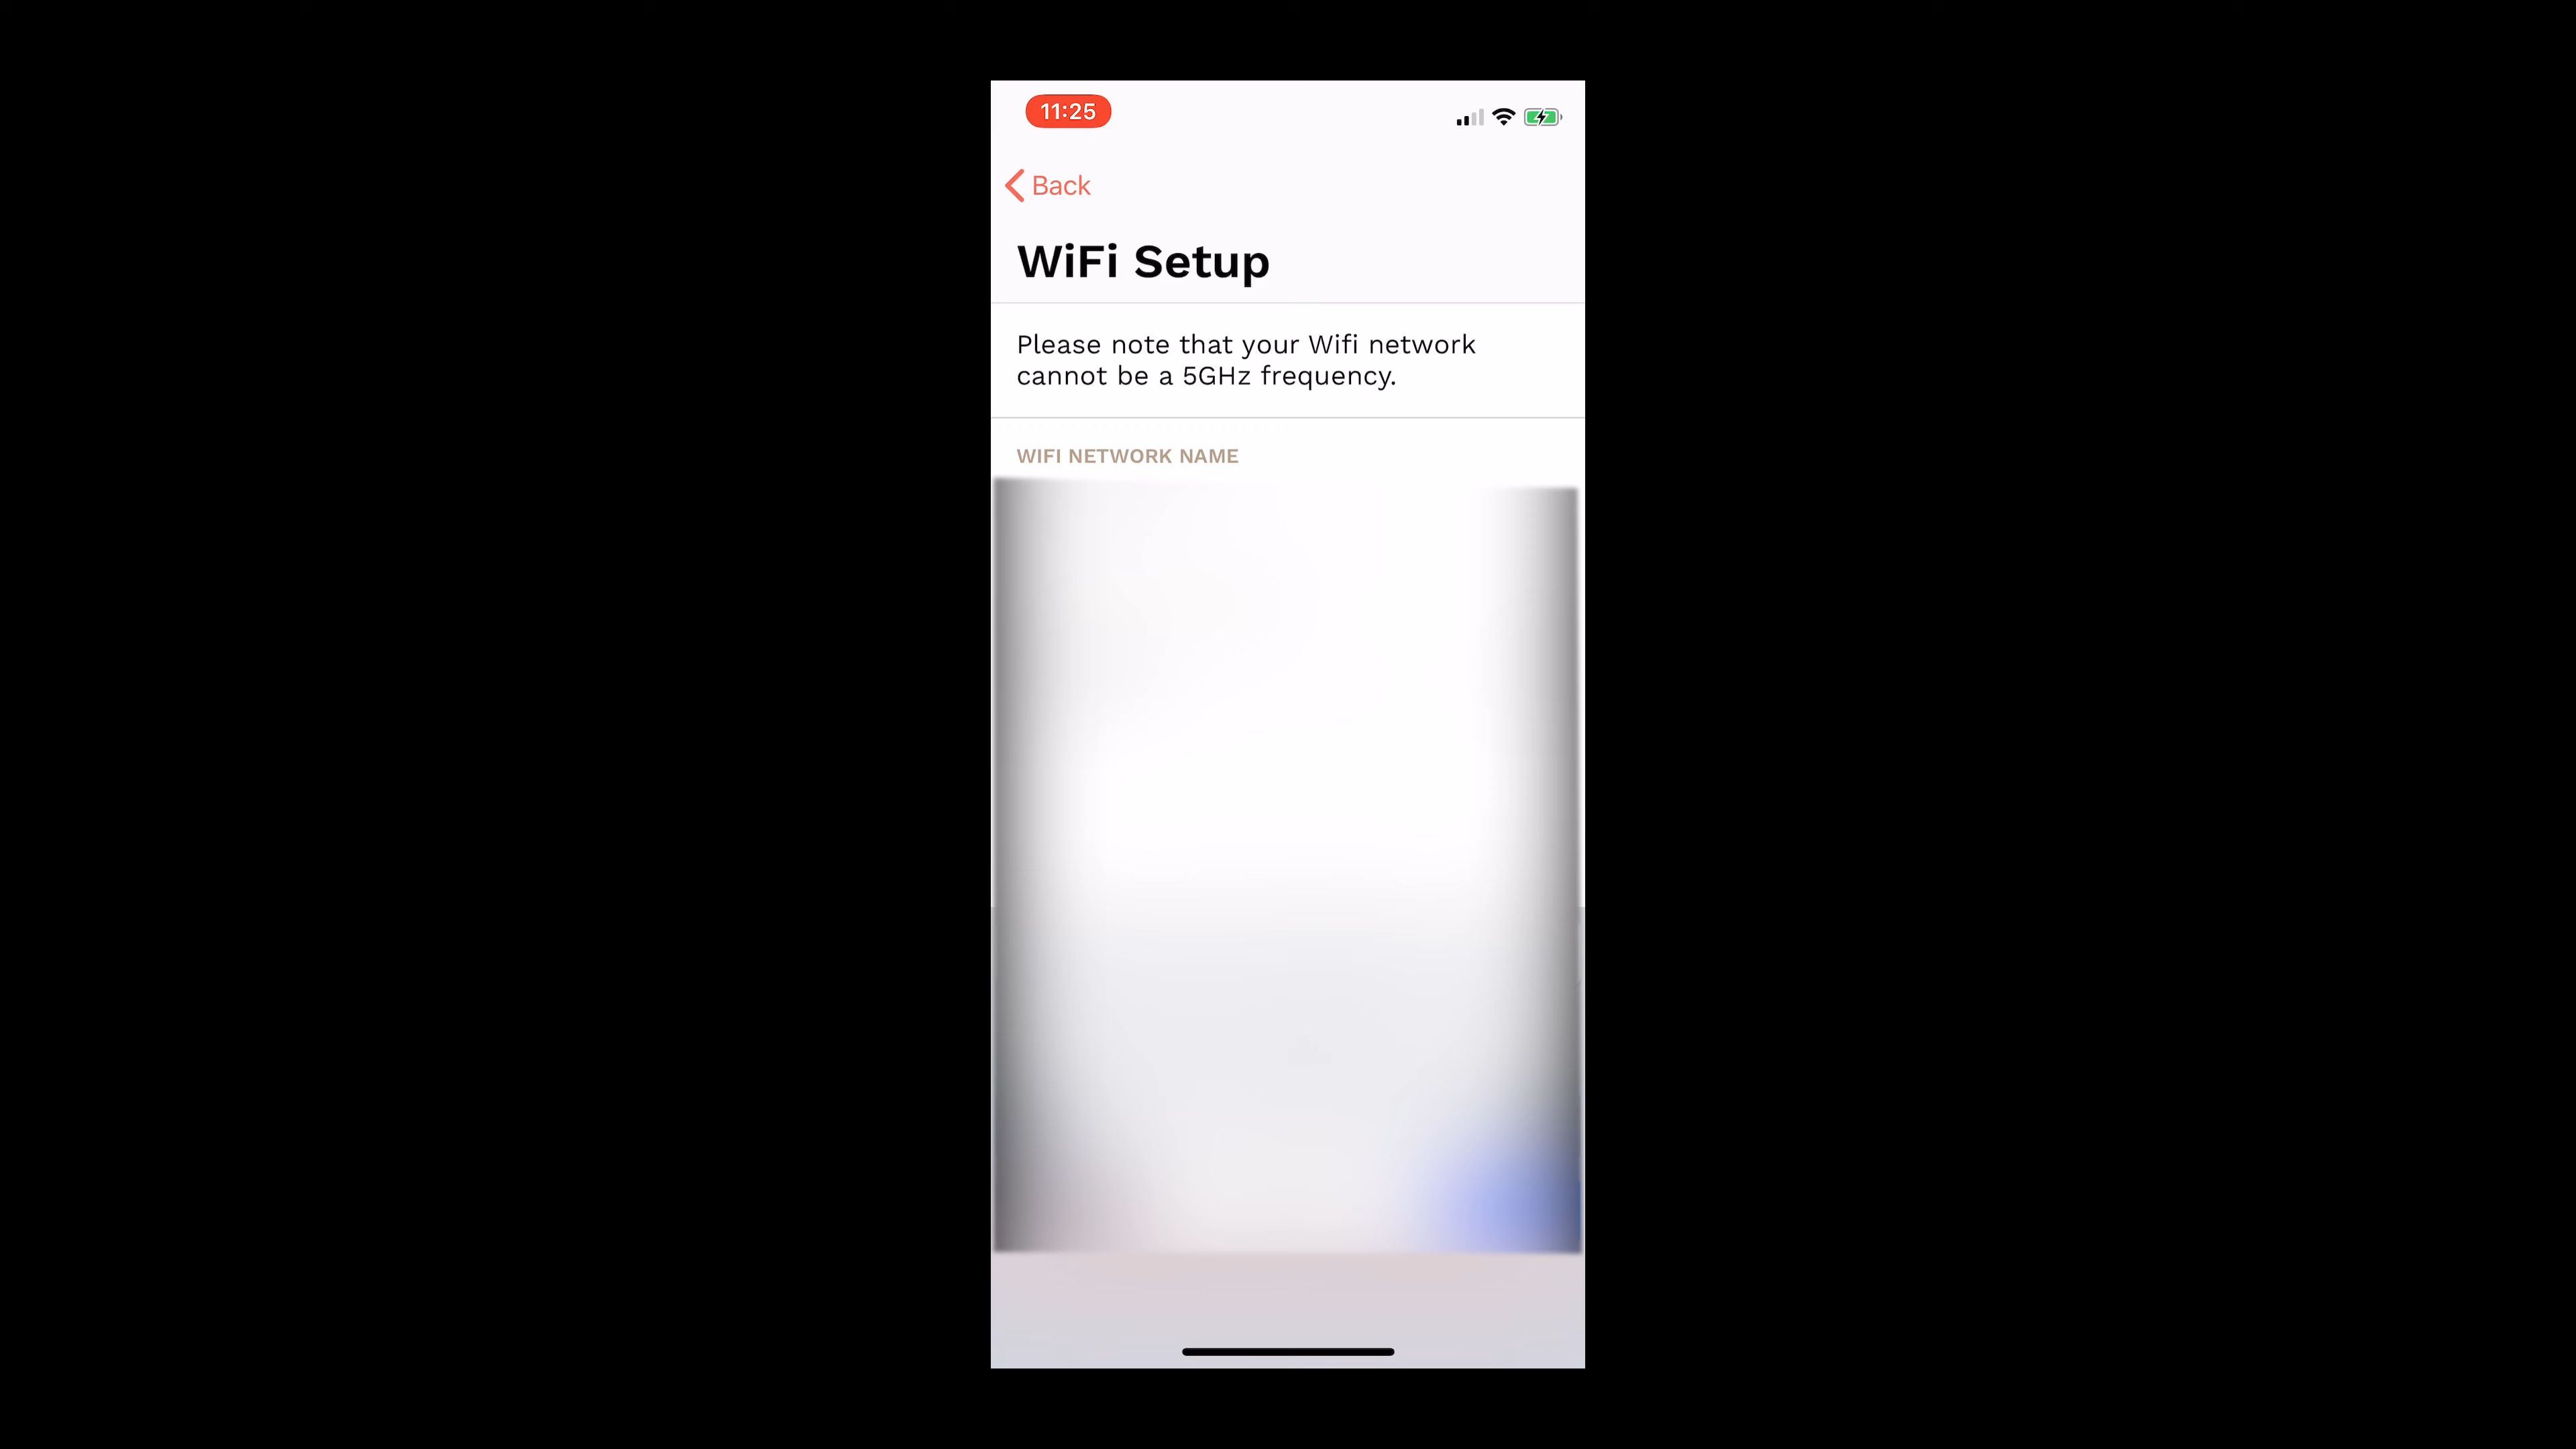 11:25
Back
WiFi Setup
Please note that your Wifi network
cannot be a 5GHz frequency.
WIFI NETWORK NAME